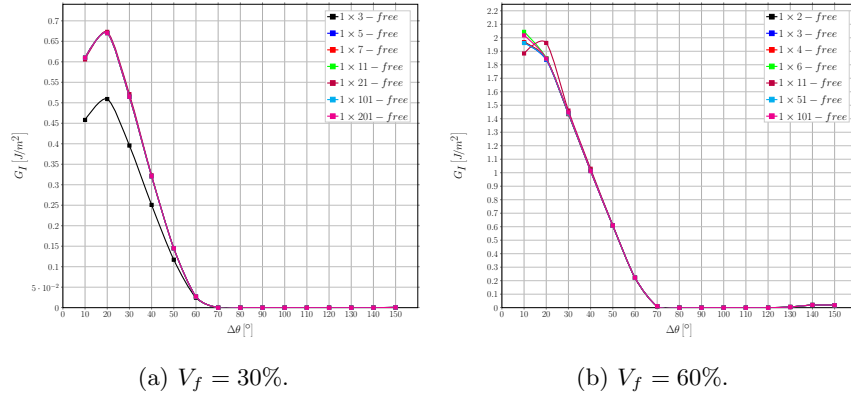 0.7
0.65
0.6
0.55
0.5
0.45
0.4
0.35
0.3
0.25
0.2
0.15
0.1
5 · 10⁻²
0
G_I [J/m²]
1 × 3 − free
1 × 5 − free
1 × 7 − free
1 × 11 − free
1 × 21 − free
1 × 101 − free
1 × 201 − free
0 10 20 30 40 50 60 70 80 90 100 110 120 130 140 150
Δθ [°]
(a) V_f = 30%.
2.2
2.1
2
1.9
1.8
1.7
1.6
1.5
1.4
1.3
1.2
1.1
1
0.9
0.8
0.7
0.6
0.5
0.4
0.3
0.2
0.1
0
G_I [J/m²]
1 × 2 − free
1 × 3 − free
1 × 4 − free
1 × 6 − free
1 × 11 − free
1 × 51 − free
1 × 101 − free
0 10 20 30 40 50 60 70 80 90 100 110 120 130 140 150
Δθ [°]
(b) V_f = 60%.